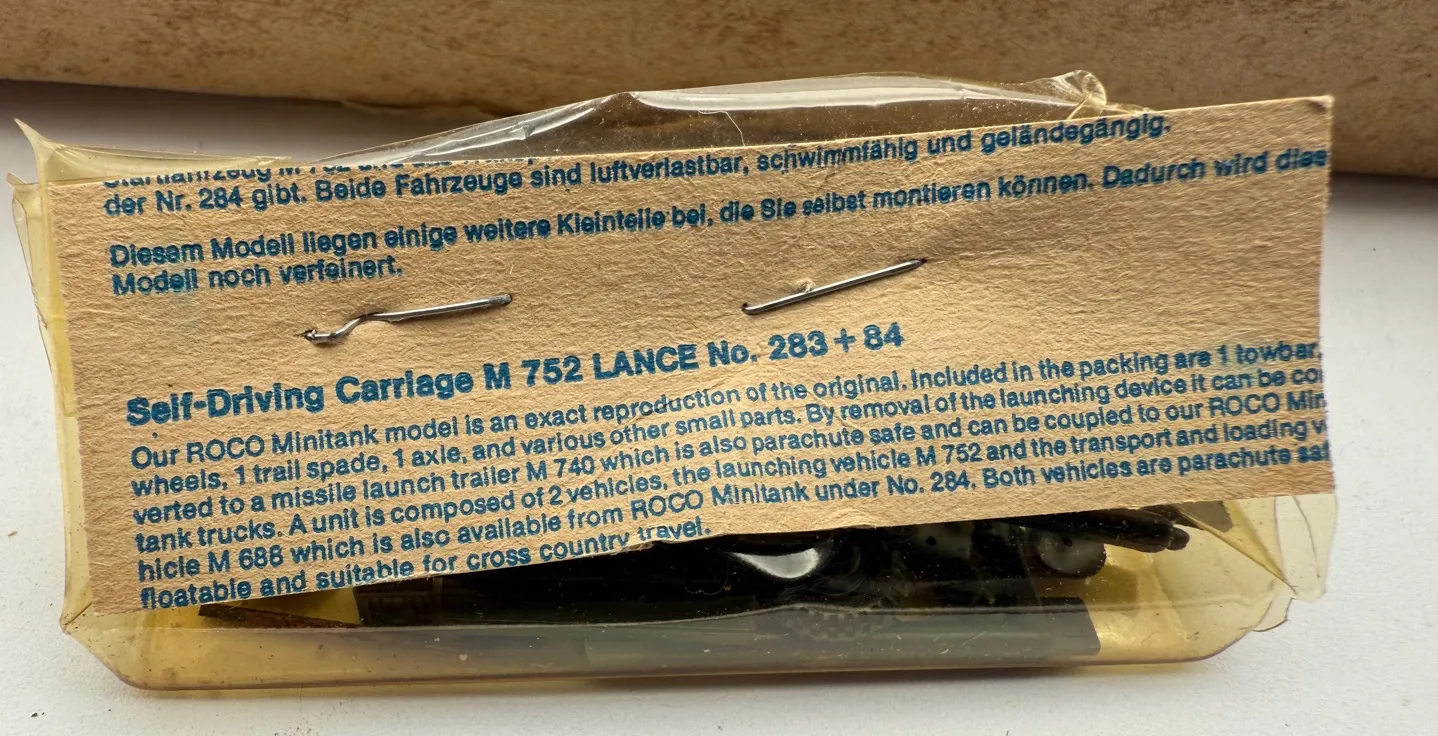 der Nr. 284 gibt. Beide Fahrzeuge sind luftverlastbar, schwimmfähig und geländegängig.
Diesem Modell liegen einige weitere Kleinteile bei, die Sie selbst montieren können. Dadurch wird dies
Modell noch verfeinert.
Self-Driving Carriage M 752 LANCE No. 283 + 84
Our ROCO Minitank model is an exact reproduction of the original. Included in the packing are 1 towbar,
wheels, 1 trail spade, 1 axle, and various other small parts. By removal of the launching device it can be co
verted to a missile launch trailer M 740 which is also parachute safe and can be coupled to our ROCO Min
tank trucks. A unit is composed of 2 vehicles, the launching vehicle M 752 and the transport and loading v
hicle M 688 which is also available from ROCO Minitank under No. 284. Both vehicles are parachute saf
floatable and suitable for cross country travel.